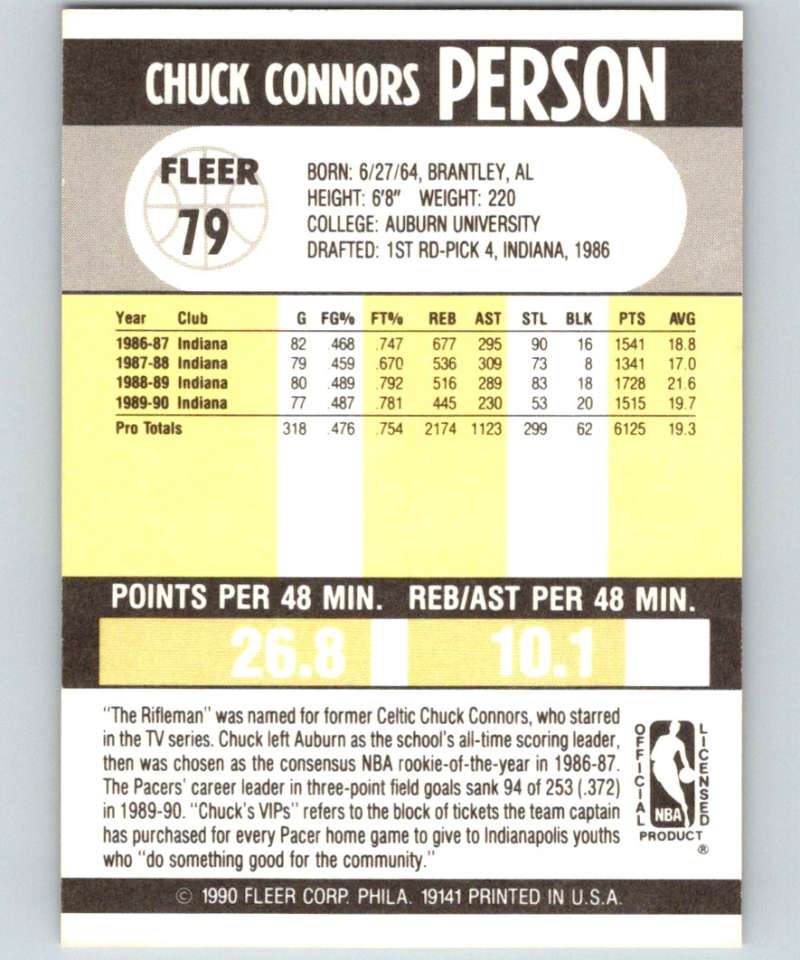 CHUCK CONNORS PERSON
FLEER
79
BORN: 6/27/64, BRANTLEY, AL
HEIGHT: 6'8" WEIGHT: 220
COLLEGE: AUBURN UNIVERSITY
DRAFTED: 1ST RD-PICK 4, INDIANA, 1986
Year Club G FG% FT% REB AST STL BLK PTS AVG
1986-87 Indiana 82 .468 .747 677 295 90 16 1541 18.8
1987-88 Indiana 79 .459 .670 536 309 73 8 1341 17.0
1988-89 Indiana 80 .489 .792 516 289 83 18 1728 21.6
1989-90 Indiana 77 .487 .781 445 230 53 20 1515 19.7
Pro Totals 318 .476 .754 2174 1123 299 62 6125 19.3
POINTS PER 48 MIN. REB/AST PER 48 MIN.
26.8 10.1
"The Rifleman" was named for former Celtic Chuck Connors, who starred
in the TV series. Chuck left Auburn as the school's all-time scoring leader,
then was chosen as the consensus NBA rookie-of-the-year in 1986-87.
The Pacers' career leader in three-point field goals sank 94 of 253 (.372)
in 1989-90. "Chuck's VIPs" refers to the block of tickets the team captain
has purchased for every Pacer home game to give to Indianapolis youths
who "do something good for the community."
OFFICIAL
NBA
LICENSED
PRODUCT
®
© 1990 FLEER CORP. PHILA. 19141 PRINTED IN U.S.A.